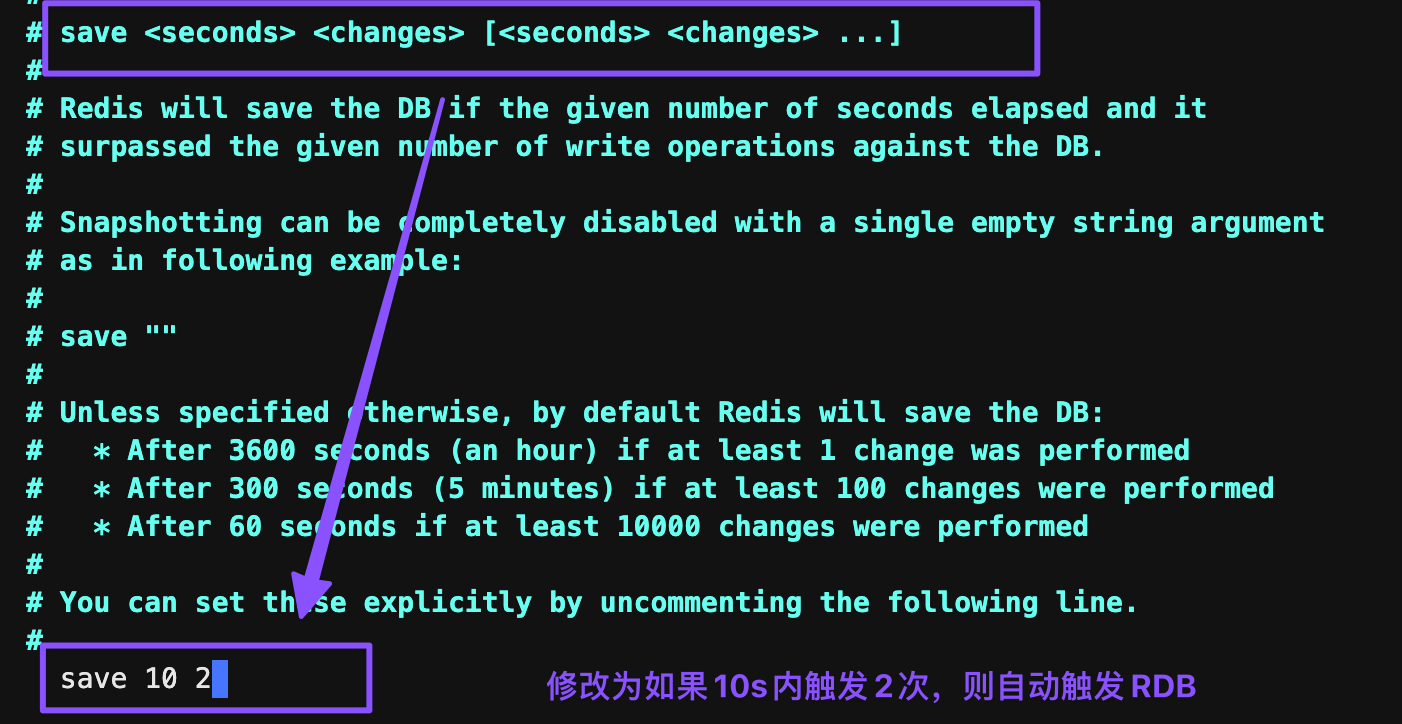 #
# save <seconds> <changes> [<seconds> <changes> ...]
#
# Redis will save the DB if the given number of seconds elapsed and it
# surpassed the given number of write operations against the DB.
#
# Snapshotting can be completely disabled with a single empty string argument
# as in following example:
#
# save ""
#
# Unless specified otherwise, by default Redis will save the DB:
#   * After 3600 seconds (an hour) if at least 1 change was performed
#   * After 300 seconds (5 minutes) if at least 100 changes were performed
#   * After 60 seconds if at least 10000 changes were performed
#
# You can set these explicitly by uncommenting the following line.
#
save 10 2
修改为如果10s内触发2次，则自动触发RDB